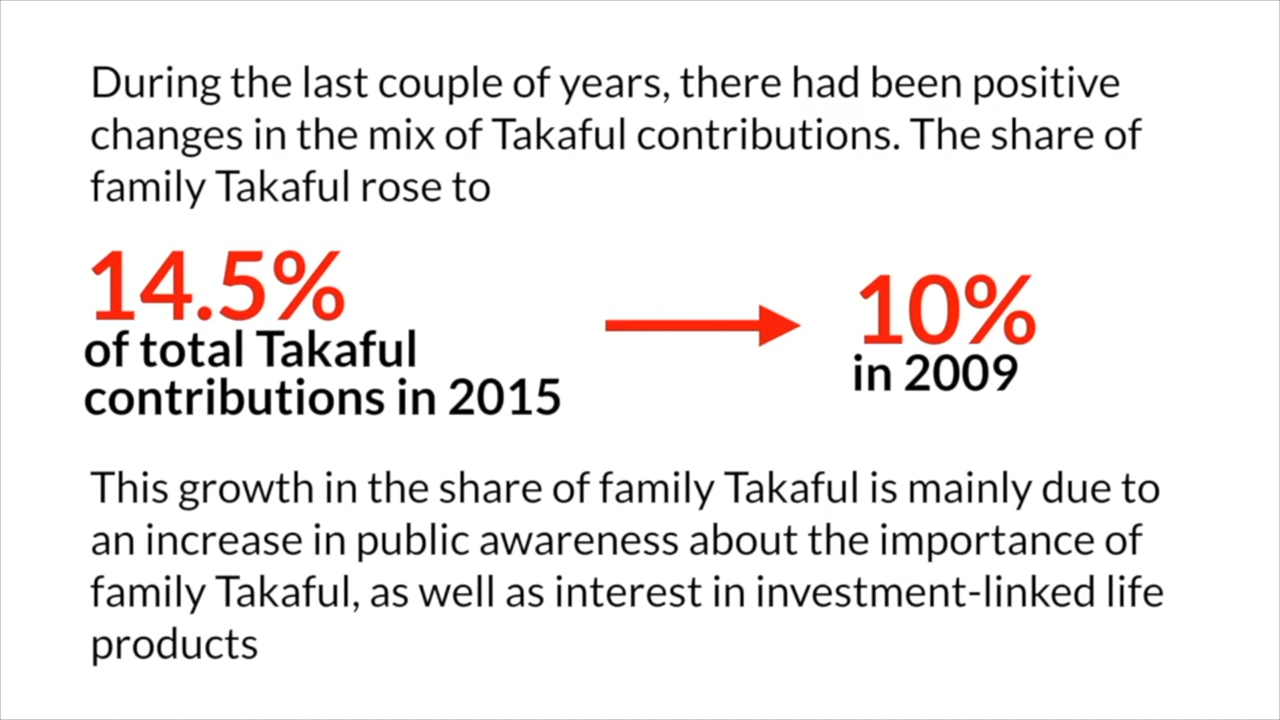 During the last couple of years, there had been positive
changes in the mix of Takaful contributions. The share of
family Takaful rose to
14.5%
of total Takaful
contributions in 2015
10%
in 2009
This growth in the share of family Takaful is mainly due to
an increase in public awareness about the importance of
family Takaful, as well as interest in investment-linked life
products